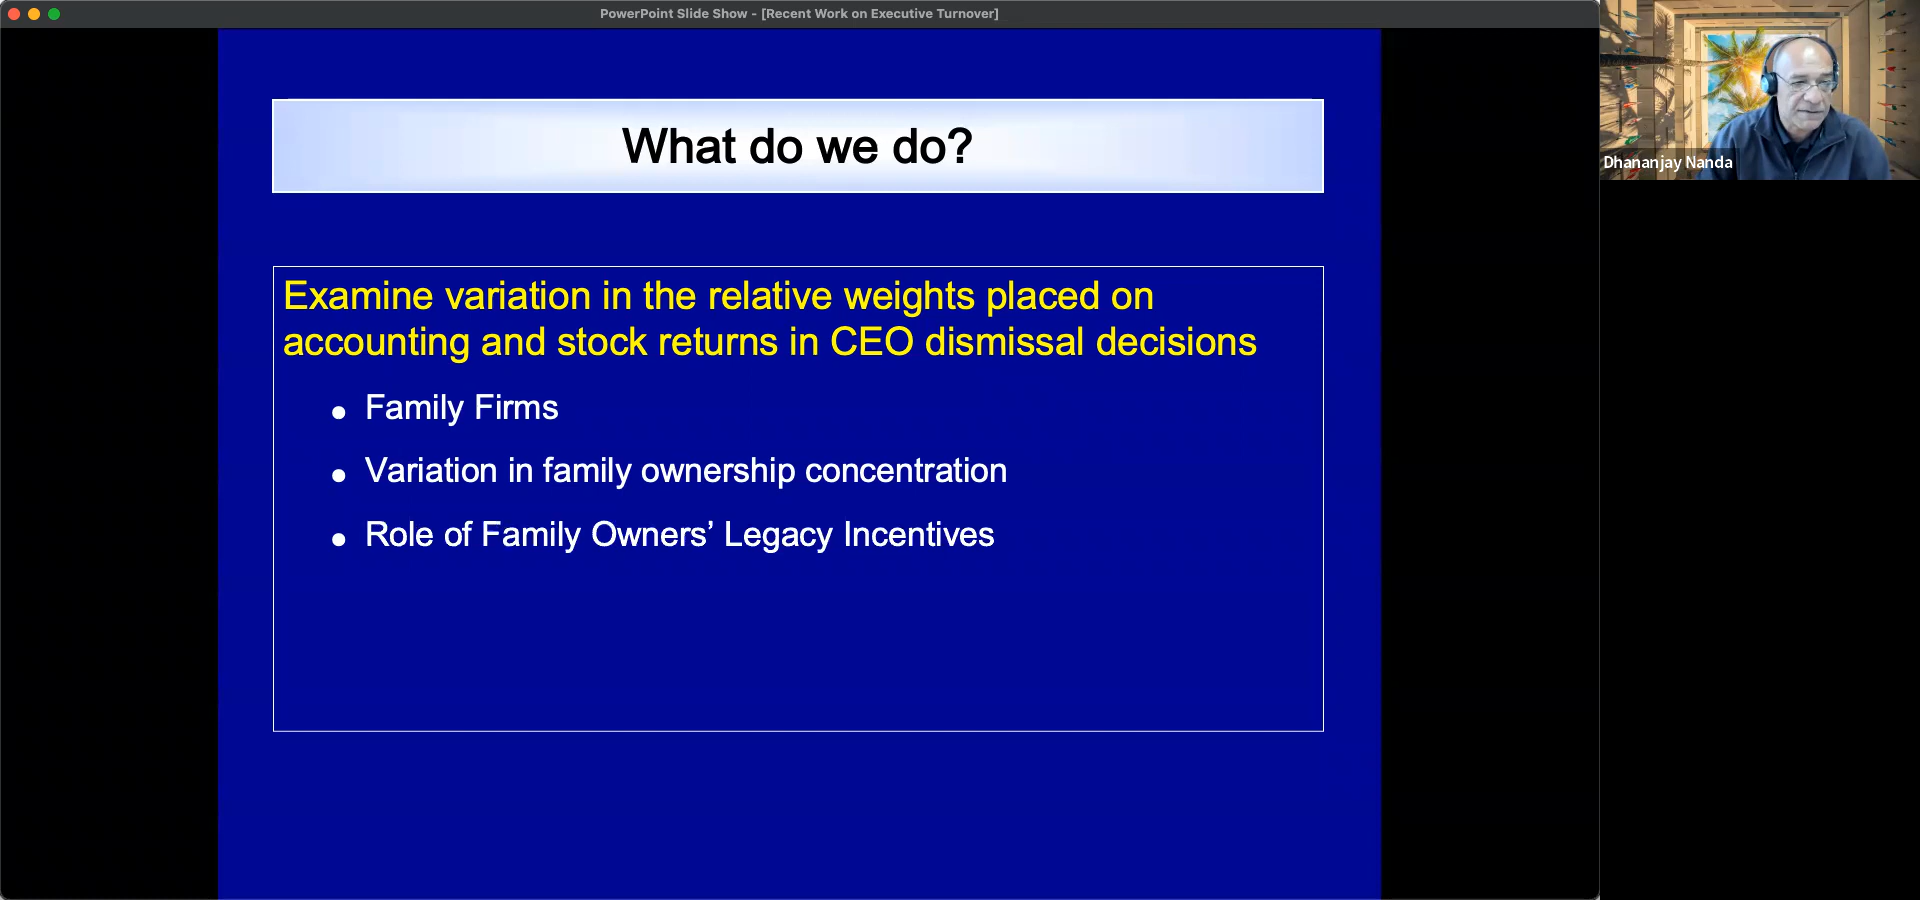 PowerPoint Slide Show - [Recent Work on Executive Turnover]
What do we do?
Examine variation in the relative weights placed on
accounting and stock returns in CEO dismissal decisions
• Family Firms
• Variation in family ownership concentration
• Role of Family Owners’ Legacy Incentives
Dhananjay Nanda